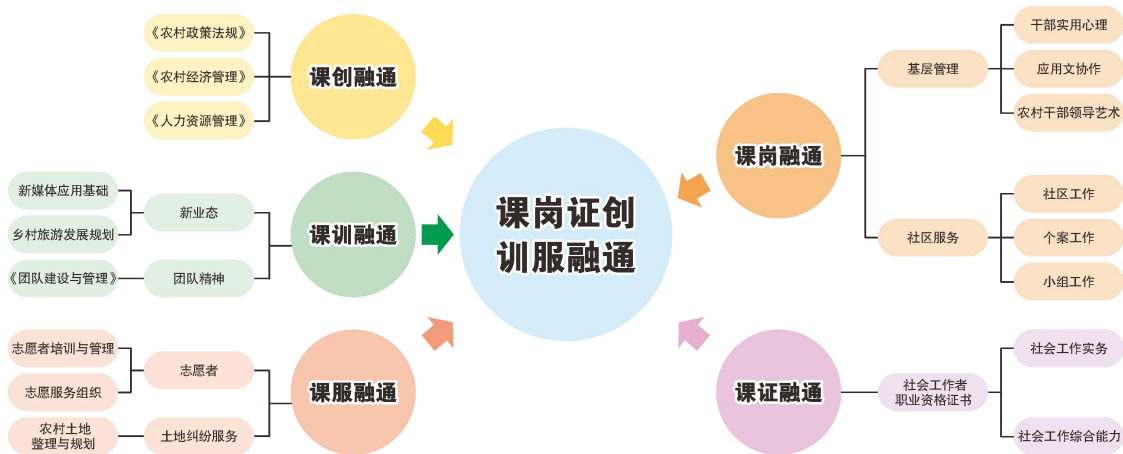 《农村政策法规》
《农村经济管理》
《人力资源管理》
课创融通
新媒体应用基础
乡村旅游发展规划
新业态
《团队建设与管理》
团队精神
课训融通
志愿者培训与管理
志愿服务组织
志愿者
农村土地
整理与规划
土地纠纷服务
课服融通
课岗证创
训服融通
课岗融通
基层管理
干部实用心理
应用文协作
农村干部领导艺术
社区服务
社区工作
个案工作
小组工作
课证融通
社会工作者
职业资格证书
社会工作实务
社会工作综合能力